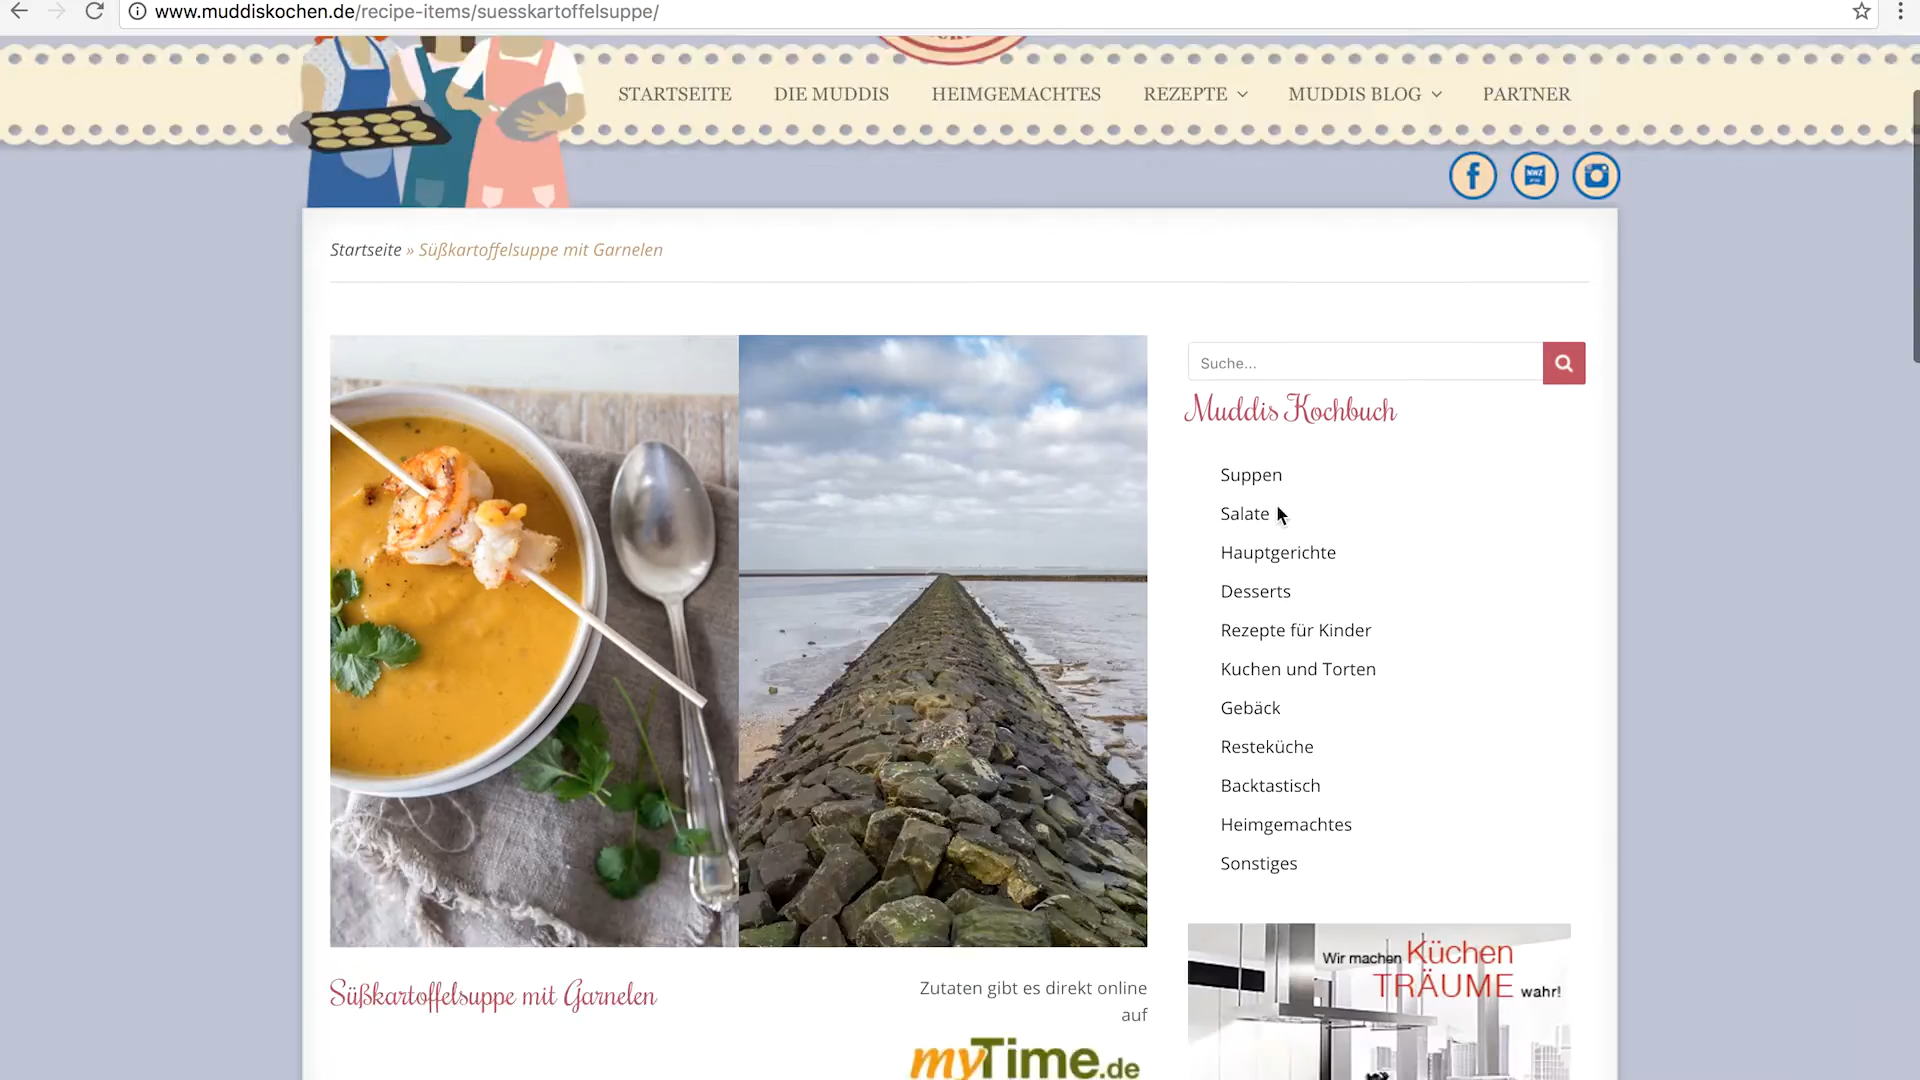 www.muddiskochen.de/recipe-items/suesskartoffelsuppe/
STARTSEITE DIE MUDDIS HEIMGEMACHTES REZEPTE MUDDIS BLOG PARTNER
f NWZ
Startseite » Süßkartoffelsuppe mit Garnelen
Suche...
Muddis Kochbuch
Suppen
Salate
Hauptgerichte
Desserts
Rezepte für Kinder
Kuchen und Torten
Gebäck
Resteküche
Backtastisch
Heimgemachtes
Sonstiges
Wir machen Küchen
TRÄUME wahr!
Süßkartoffelsuppe mit Garnelen
Zutaten gibt es direkt online
auf
myTime.de